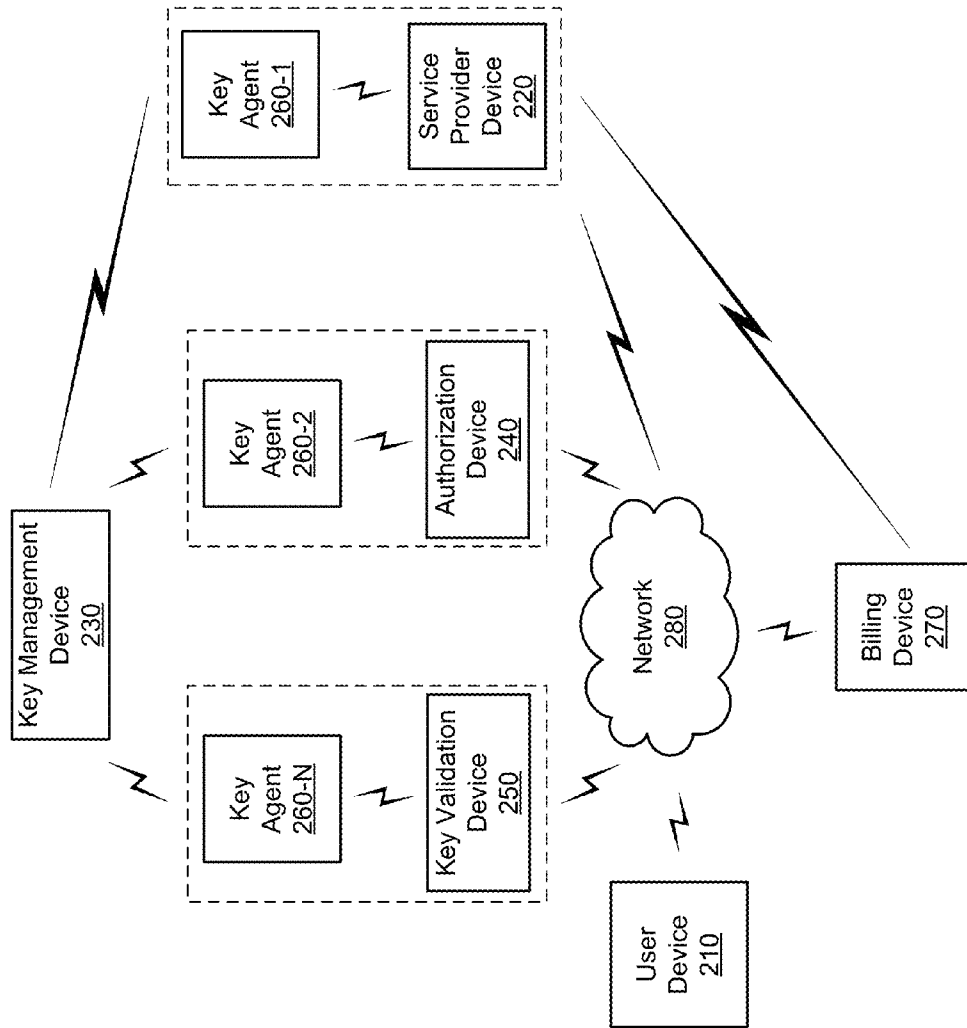 Key Management
Device
230
Key
Agent
260-N
Key
Agent
260-2
Key
Agent
260-1
Key Validation
Device
250
Authorization
Device
240
Service
Provider
Device
220
Network
280
User
Device
210
Billing
Device
270